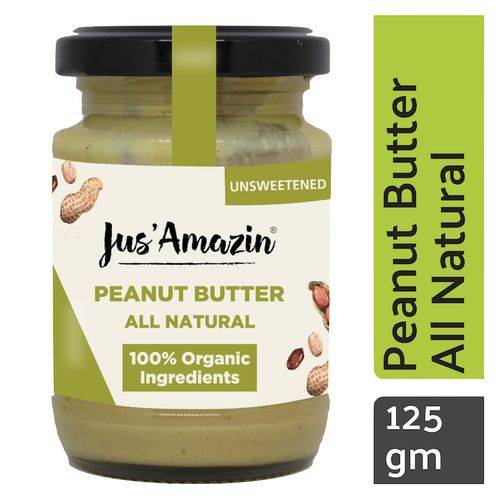 UNSWEETENED
Jus'Amazin®
PEANUT BUTTER
ALL NATURAL
100% Organic
Ingredients
Peanut Butter
All Natural
125
gm